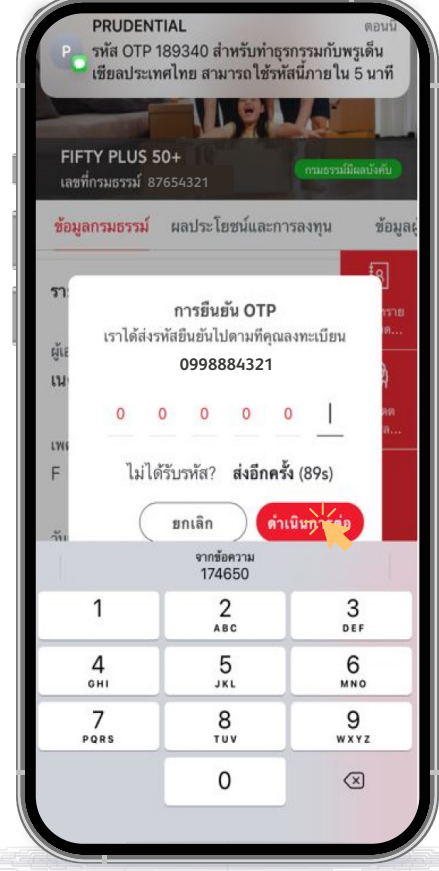 PRUDENTIAL
ตอนนี้
P
รหัส OTP 189340 สำหรับทำธุรกรรมกับพรูเด็น
เชียลประเทศไทย สามารถใช้รหัสนี้ภายใน 5 นาที
FIFTY PLUS 50+
เลขที่กรมธรรม์ 87654321
กรมธรรม์มีผลบังคับ
ข้อมูลกรมธรรม์ ผลประโยชน์และการลงทุน ข้อมูลผู้
การยืนยัน OTP
เราได้ส่งรหัสยืนยันไปตามที่คุณลงทะเบียน
0998884321
0 0 0 0 0
F
ไม่ได้รับรหัส? ส่งอีกครั้ง (89s)
ยกเลิก
ดำเนินการต่อ
จากข้อความ
174650
1 2 3
ABC DEF
4 5 6
GHI JKL MNO
7 8 9
PQRS TUV WXYZ
0